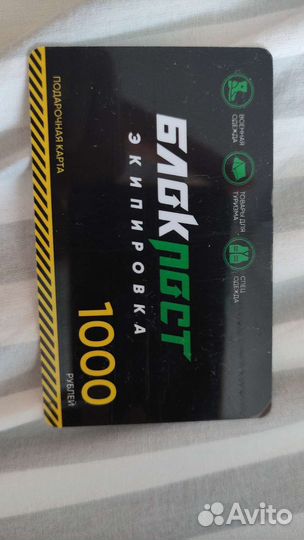 ВОЕННАЯ
ОДЕЖДА
ТОВАРЫ ДЛЯ
ТУРИЗМА
СПЕЦ
ОДЕЖДА
БЛОКПОСТ
ЭКИПИРОВКА
ПОДАРОЧНАЯ КАРТА
1000
РУБЛЕЙ
Avito